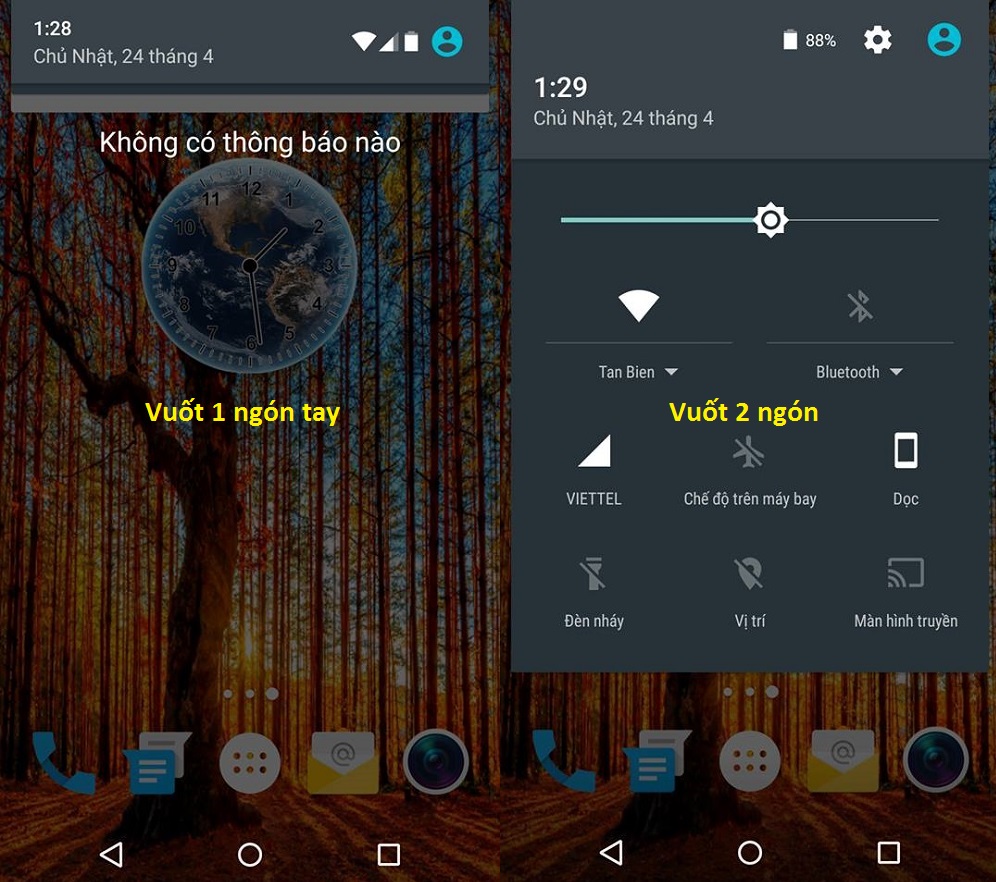 1:28
Chủ Nhật, 24 tháng 4
Không có thông báo nào
12
11
1
10
2
9
3
8
4
7
5
6
Vuốt 1 ngón tay
88%
1:29
Chủ Nhật, 24 tháng 4
Tan Bien
Bluetooth
Vuốt 2 ngón
VIETTEL
Chế độ trên máy bay
Dọc
Đèn nháy
Vị trí
Màn hình truyền
@
@